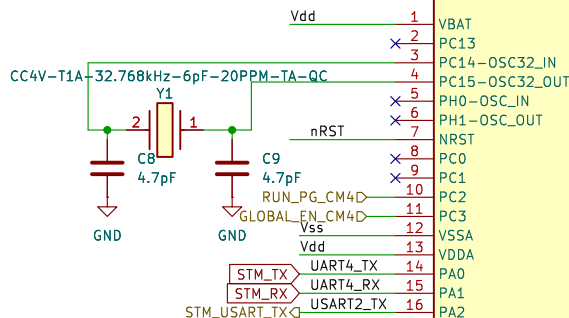 Vdd 1 VBAT
2 PC13
3 PC14-OSC32_IN
CC4V-T1A-32.768kHz-6pF-20PPM-TA-QC 4 PC15-OSC32_OUT
Y1
5 PH0-OSC_IN
2 1 6 PH1-OSC_OUT
nRST 7 NRST
C8 C9 8 PC0
4.7pF 4.7pF 9 PC1
RUN_PG_CM4 10 PC2
GLOBAL_EN_CM4 11 PC3
GND GND Vss 12 VSSA
Vdd 13 VDDA
STM_TX UART4_TX 14 PA0
STM_RX UART4_RX 15 PA1
STM_USART_TX USART2_TX 16 PA2